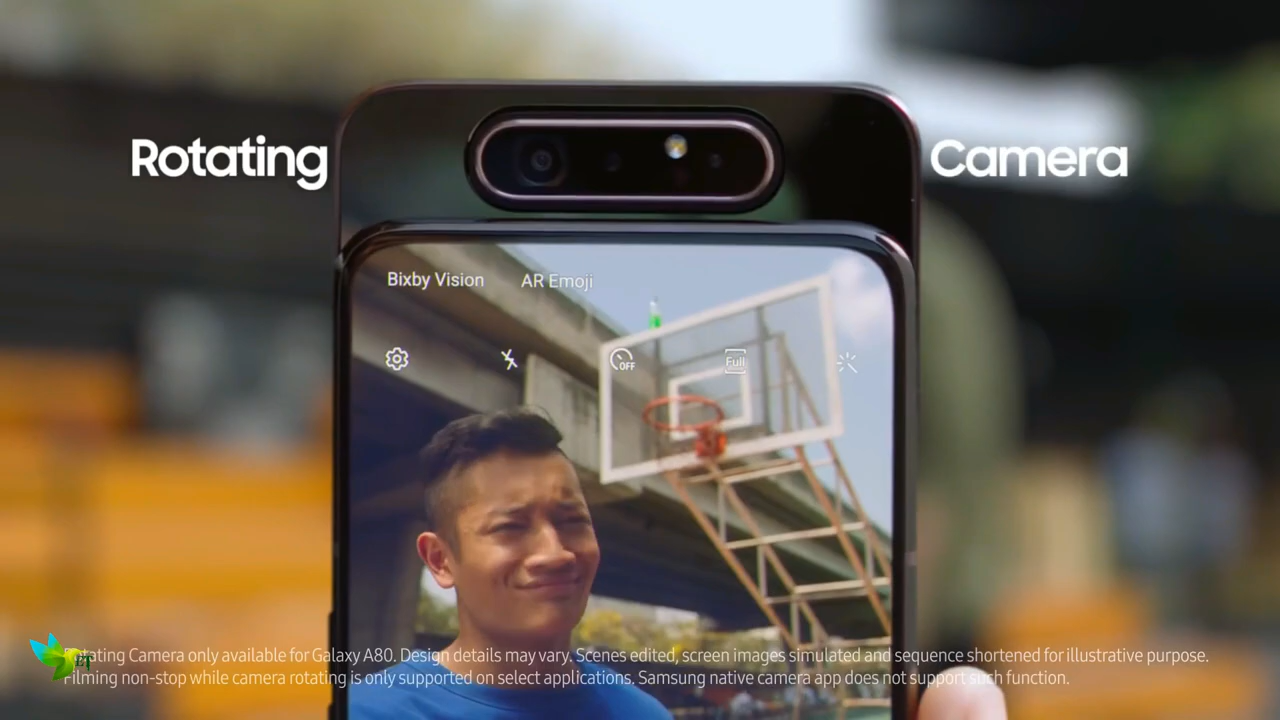 Rotating Camera
Bixby Vision AR Emoji
OFF
Full
Rotating Camera only available for Galaxy A80. Design details may vary. Scenes edited, screen images simulated and sequence shortened for illustrative purpose.
Filming non-stop while camera rotating is only supported on select applications, Samsung native camera app does not support such function.